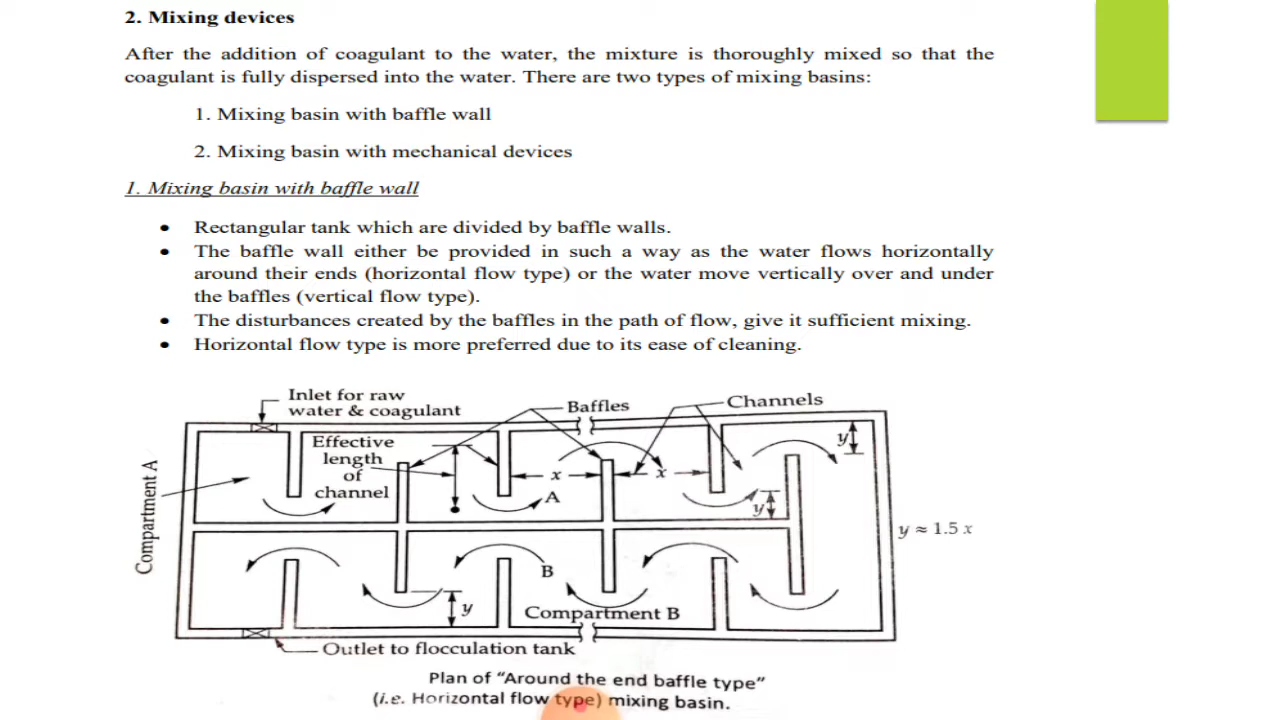 2. Mixing devices
After the addition of coagulant to the water, the mixture is thoroughly mixed so that the
coagulant is fully dispersed into the water. There are two types of mixing basins:
1. Mixing basin with baffle wall
2. Mixing basin with mechanical devices
1. Mixing basin with baffle wall
• Rectangular tank which are divided by baffle walls.
• The baffle wall either be provided in such a way as the water flows horizontally
around their ends (horizontal flow type) or the water move vertically over and under
the baffles (vertical flow type).
• The disturbances created by the baffles in the path of flow, give it sufficient mixing.
• Horizontal flow type is more preferred due to its ease of cleaning.
Inlet for raw
water & coagulant
Baffles
Channels
Effective
length
of
channel
Compartment A
x
x
y
A
y
y ≈ 1.5 x
B
y
Compartment B
Outlet to flocculation tank
Plan of "Around the end baffle type"
(i.e. Horizontal flow type) mixing basin.